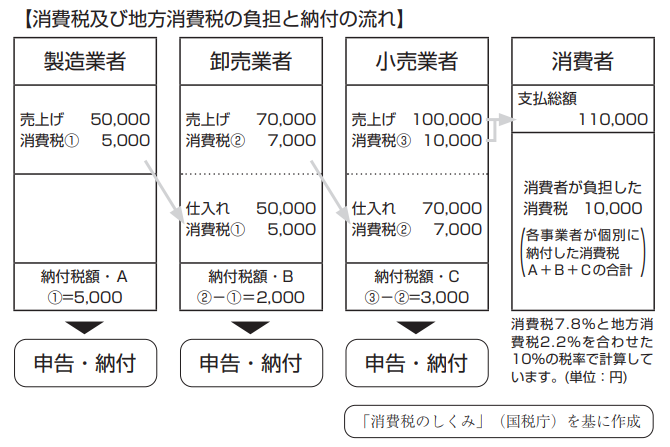 【消費税及び地方消費税の負担と納付の流れ】
製造業者
売上げ 50,000
消費税① 5,000
納付税額・A
①=5,000
申告・納付
卸売業者
売上げ 70,000
消費税② 7,000
仕入れ 50,000
消費税① 5,000
納付税額・B
②-①=2,000
申告・納付
小売業者
売上げ 100,000
消費税③ 10,000
仕入れ 70,000
消費税② 7,000
納付税額・C
③-②=3,000
申告・納付
消費者
支払総額
110,000
消費者が負担した
消費税 10,000
(各事業者が個別に
納付した消費税
A+B+Cの合計)
消費税7.8%と地方消
費税2.2%を合わせた
10%の税率で計算して
います。(単位:円)
「消費税のしくみ」(国税庁)を基に作成